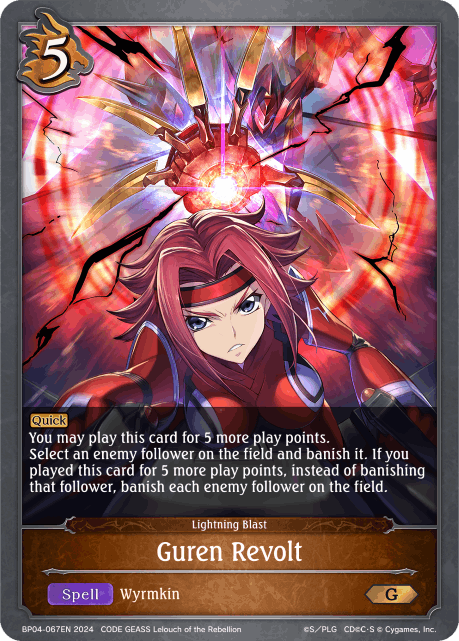 5
Quick
You may play this card for 5 more play points.
Select an enemy follower on the field and banish it. If you
played this card for 5 more play points, instead of banishing
that follower, banish each enemy follower on the field.
Lightning Blast
Guren Revolt
Spell Wyrmkin G
BP04-067EN 2024 CODE GEASS Lelouch of the Rebellion ©S／PLG CD©C·S © Cygames, Inc.